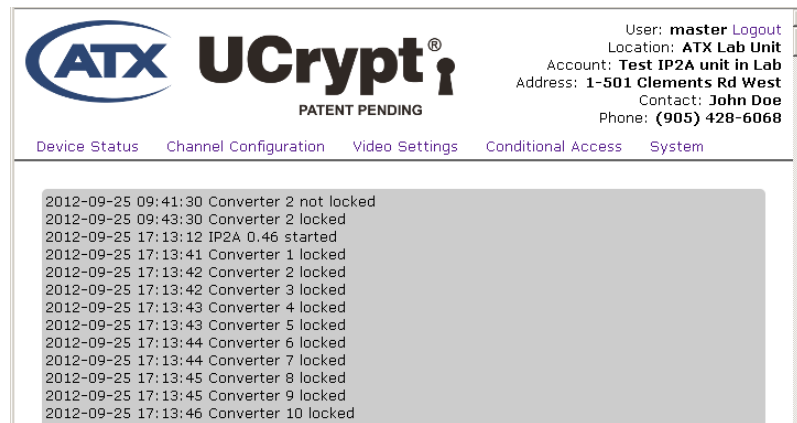 ATX UCrypt®
PATENT PENDING
User: master Logout
Location: ATX Lab Unit
Account: Test IP2A unit in Lab
Address: 1-501 Clements Rd West
Contact: John Doe
Phone: (905) 428-6068
Device Status Channel Configuration Video Settings Conditional Access System
2012-09-25 09:41:30 Converter 2 not locked
2012-09-25 09:43:30 Converter 2 locked
2012-09-25 17:13:12 IP2A 0.46 started
2012-09-25 17:13:41 Converter 1 locked
2012-09-25 17:13:42 Converter 2 locked
2012-09-25 17:13:42 Converter 3 locked
2012-09-25 17:13:43 Converter 4 locked
2012-09-25 17:13:43 Converter 5 locked
2012-09-25 17:13:44 Converter 6 locked
2012-09-25 17:13:44 Converter 7 locked
2012-09-25 17:13:45 Converter 8 locked
2012-09-25 17:13:45 Converter 9 locked
2012-09-25 17:13:46 Converter 10 locked